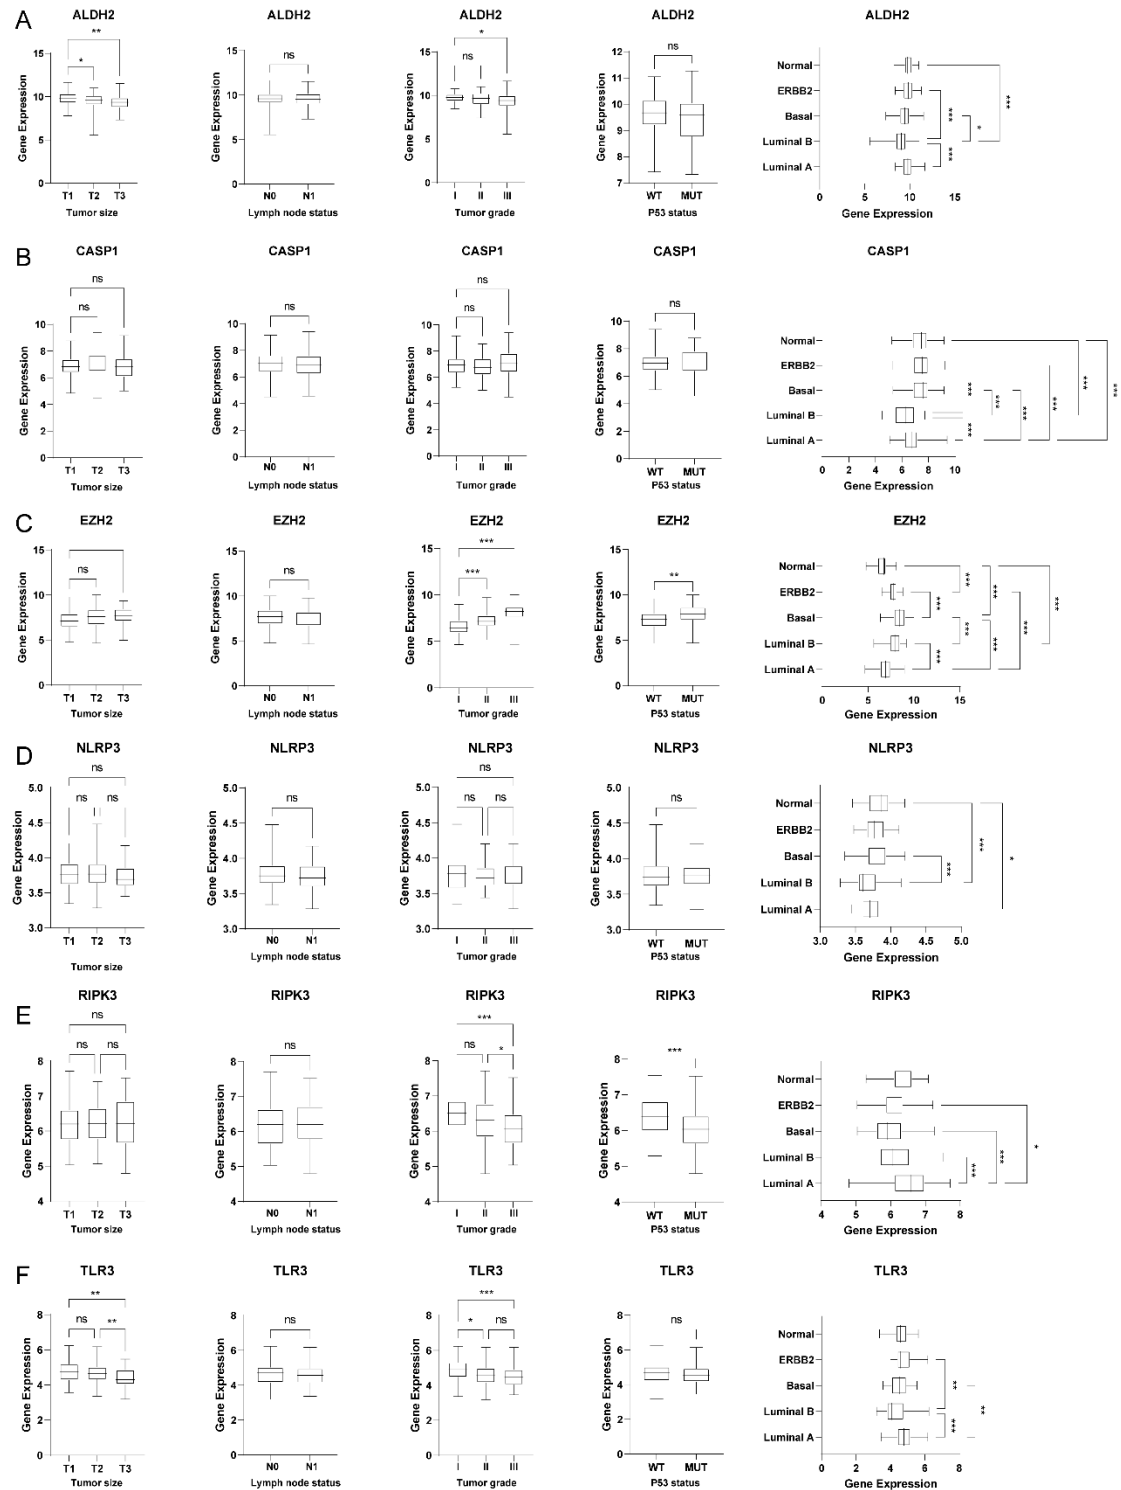 A
ALDH2 ALDH2 ALDH2 ALDH2 ALDH2
Gene Expression
15
10
5
0
** *
T1 T2 T3
Tumor size
Gene Expression
15
10
5
0
ns
N0 N1
Lymph node status
Gene Expression
15
10
5
0
* ns
I II III
Tumor grade
Gene Expression
12
11
10
9
8
7
ns
WT MUT
P53 status
Normal
ERBB2
Basal
Luminal B
Luminal A
*** * *** ***
0 5 10 15
Gene Expression
B
CASP1 CASP1 CASP1 CASP1 CASP1
Gene Expression
10
8
6
4
2
0
ns ns
T1 T2 T3
Tumor size
Gene Expression
10
8
6
4
2
0
ns
N0 N1
Lymph node status
Gene Expression
10
8
6
4
2
0
ns ns
I II III
Tumor grade
Gene Expression
10
8
6
4
2
0
ns
WT MUT
P53 status
Normal
ERBB2
Basal
Luminal B
Luminal A
*** *** *** *** *** *** ***
0 2 4 6 8 10
Gene Expression
C
EZH2 EZH2 EZH2 EZH2 EZH2
Gene Expression
15
10
5
0
ns
T1 T2 T3
Tumor size
Gene Expression
15
10
5
0
ns
N0 N1
Lymph node status
Gene Expression
15
10
5
0
*** ***
I II III
Tumor grade
Gene Expression
15
10
5
0
**
WT MUT
P53 status
Normal
ERBB2
Basal
Luminal B
Luminal A
*** *** *** *** *** *** *** ***
0 5 10 15
Gene Expression
D
NLRP3 NLRP3 NLRP3 NLRP3 NLRP3
Gene Expression
5.0
4.5
4.0
3.5
3.0
ns ns ns
T1 T2 T3
Tumor size
Gene Expression
5.0
4.5
4.0
3.5
3.0
ns
N0 N1
Lymph node status
Gene Expression
5.0
4.5
4.0
3.5
3.0
ns ns ns
I II III
Tumor grade
Gene Expression
5.0
4.5
4.0
3.5
3.0
ns
WT MUT
P53 status
Normal
ERBB2
Basal
Luminal B
Luminal A
*** *** *
3.0 3.5 4.0 4.5 5.0
Gene Expression
E
RIPK3 RIPK3 RIPK3 RIPK3 RIPK3
Gene Expression
8
7
6
5
4
ns ns ns
T1 T2 T3
Tumor size
Gene Expression
8
7
6
5
4
ns
N0 N1
Lymph node status
Gene Expression
8
7
6
5
4
*** ns *
I II III
Tumor grade
Gene Expression
8
7
6
5
4
***
WT MUT
P53 status
Normal
ERBB2
Basal
Luminal B
Luminal A
*** *** *
4 5 6 7 8
Gene Expression
F
TLR3 TLR3 TLR3 TLR3 TLR3
Gene Expression
8
6
4
2
0
** ns **
T1 T2 T3
Tumor size
Gene Expression
8
6
4
2
0
ns
N0 N1
Lymph node status
Gene Expression
8
6
4
2
0
*** * ns
I II III
Tumor grade
Gene Expression
8
6
4
2
0
ns
WT MUT
P53 status
Normal
ERBB2
Basal
Luminal B
Luminal A
** ** ***
0 2 4 6 8
Gene Expression